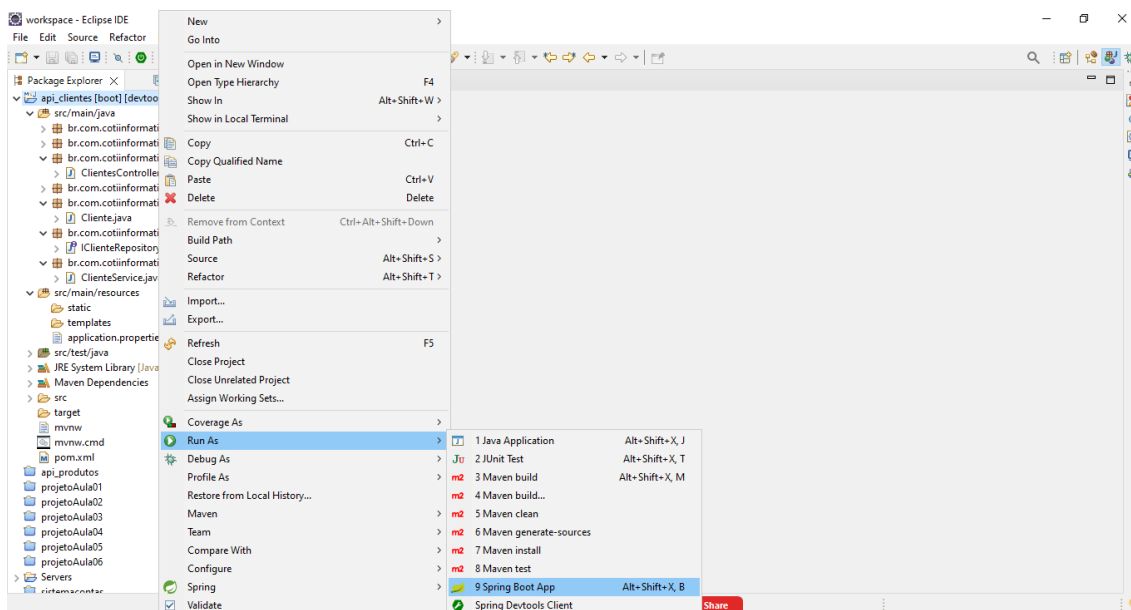 workspace - Eclipse IDE
File Edit Source Refactor
Package Explorer
api_clientes [boot] [devtoo
src/main/java
br.com.cotiinformati
br.com.cotiinformati
br.com.cotiinformati
ClientesController
br.com.cotiinformati
br.com.cotiinformati
Cliente.java
br.com.cotiinformati
IClienteRepository
br.com.cotiinformati
ClienteService.jav
src/main/resources
static
templates
application.propertie
src/test/java
JRE System Library [Java
Maven Dependencies
src
target
mvnw
mvnw.cmd
pom.xml
api_produtos
projetoAula01
projetoAula02
projetoAula03
projetoAula04
projetoAula05
projetoAula06
Servers
sistemacontas
New
Go Into
Open in New Window
Open Type Hierarchy F4
Show In Alt+Shift+W >
Show in Local Terminal
Copy Ctrl+C
Copy Qualified Name
Paste Ctrl+V
Delete Delete
Remove from Context Ctrl+Alt+Shift+Down
Build Path
Source Alt+Shift+S >
Refactor Alt+Shift+T >
Import...
Export...
Refresh F5
Close Project
Close Unrelated Project
Assign Working Sets...
Coverage As
Run As
Debug As
Profile As
Restore from Local History...
Maven
Team
Compare With
Configure
Spring
Validate
1 Java Application Alt+Shift+X, J
2 JUnit Test Alt+Shift+X, T
3 Maven build Alt+Shift+X, M
4 Maven build...
5 Maven clean
6 Maven generate-sources
7 Maven install
8 Maven test
9 Spring Boot App Alt+Shift+X, B
Spring Devtools Client
Share